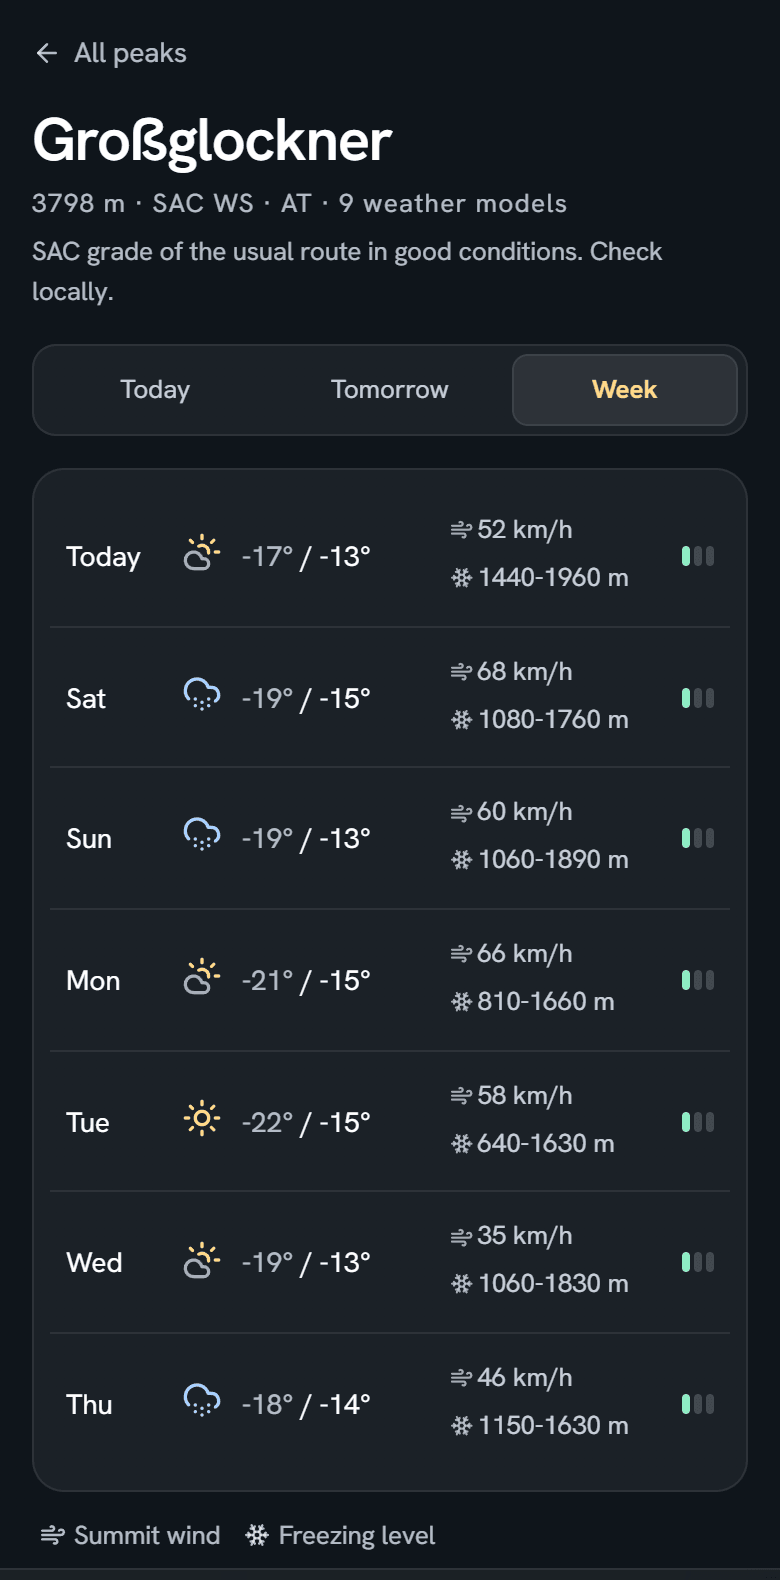 All peaks
Großglockner
3798 m · SAC WS · AT · 9 weather models
SAC grade of the usual route in good conditions. Check
locally.
Today Tomorrow Week
Today -17° / -13° 52 km/h
1440-1960 m
Sat -19° / -15° 68 km/h
1080-1760 m
Sun -19° / -13° 60 km/h
1060-1890 m
Mon -21° / -15° 66 km/h
810-1660 m
Tue -22° / -15° 58 km/h
640-1630 m
Wed -19° / -13° 35 km/h
1060-1830 m
Thu -18° / -14° 46 km/h
1150-1630 m
Summit wind Freezing level